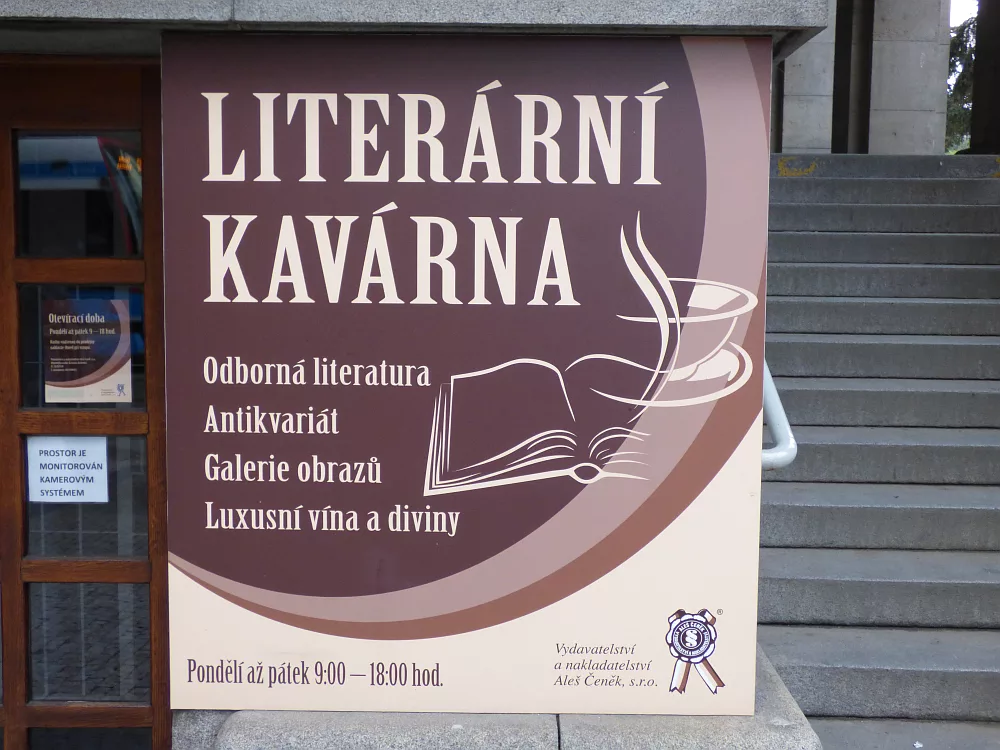 LITERÁRNÍ
KAVÁRNA
Odborná literatura
Antikvariát
Galerie obrazů
Luxusní vína a diviny
Pondělí až pátek 9:00 — 18:00 hod.
Vydavatelství
a nakladatelství
Aleš Čeněk, s.r.o.
®
§
Otevírací doba
Pondělí až pátek 9 — 18 hod.
PROSTOR JE
MONITOROVÁN
KAMEROVÝM
SYSTÉMEM